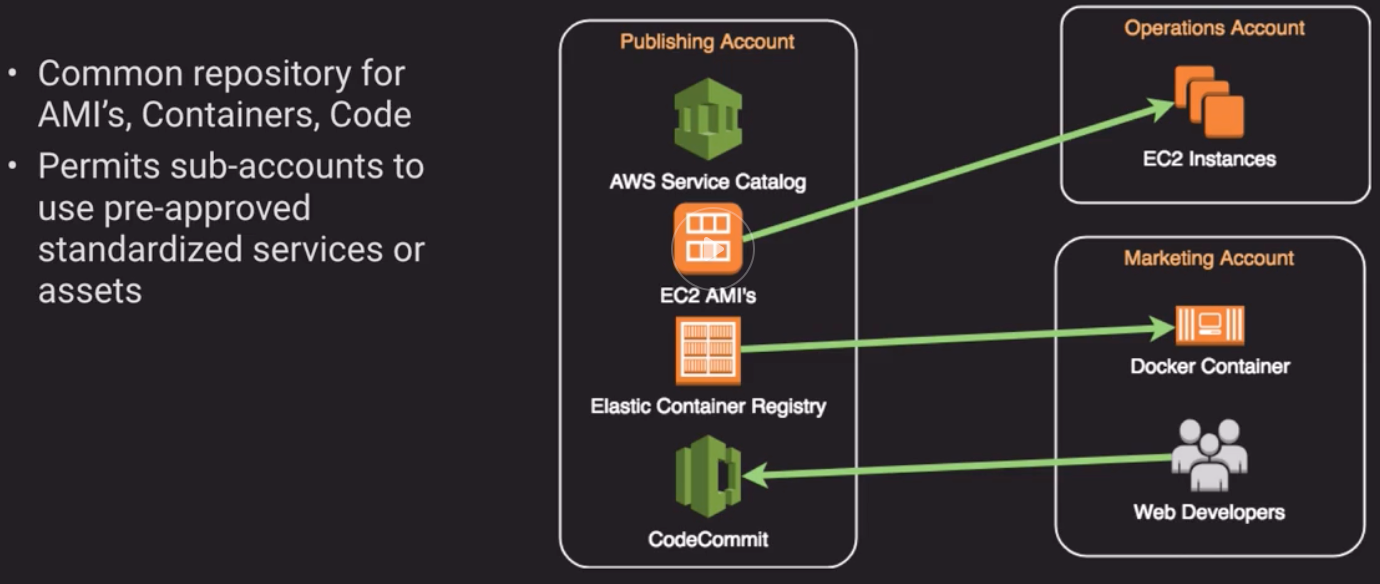 • Common repository for
AMI's, Containers, Code
• Permits sub-accounts to
use pre-approved
standardized services or
assets
Publishing Account
AWS Service Catalog
EC2 AMI's
Elastic Container Registry
CodeCommit
Operations Account
EC2 Instances
Marketing Account
Docker Container
Web Developers